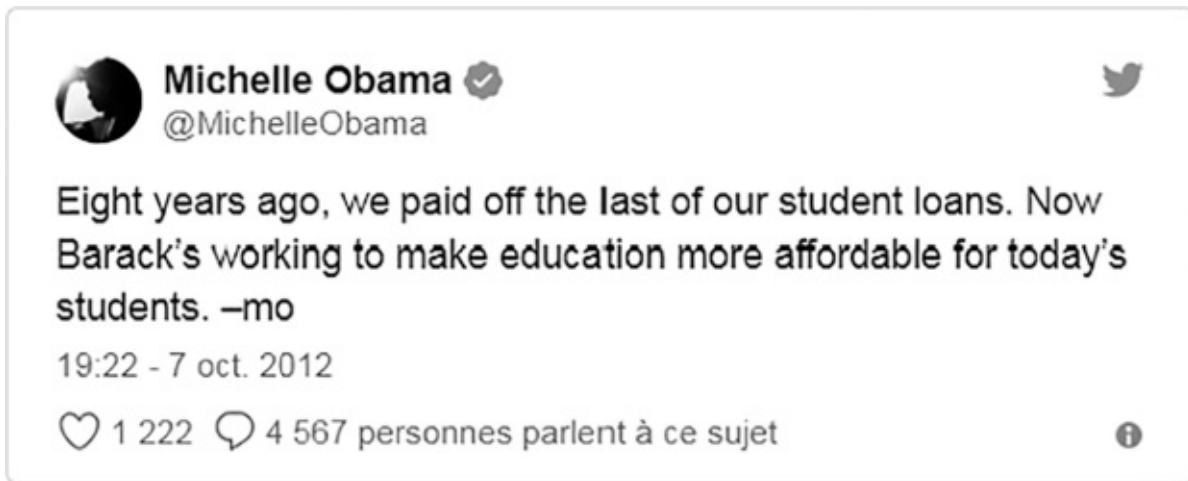 Michelle Obama
@MichelleObama
Eight years ago, we paid off the last of our student loans. Now
Barack’s working to make education more affordable for today’s
students. –mo
19:22 - 7 oct. 2012
1 222 4 567 personnes parlent à ce sujet